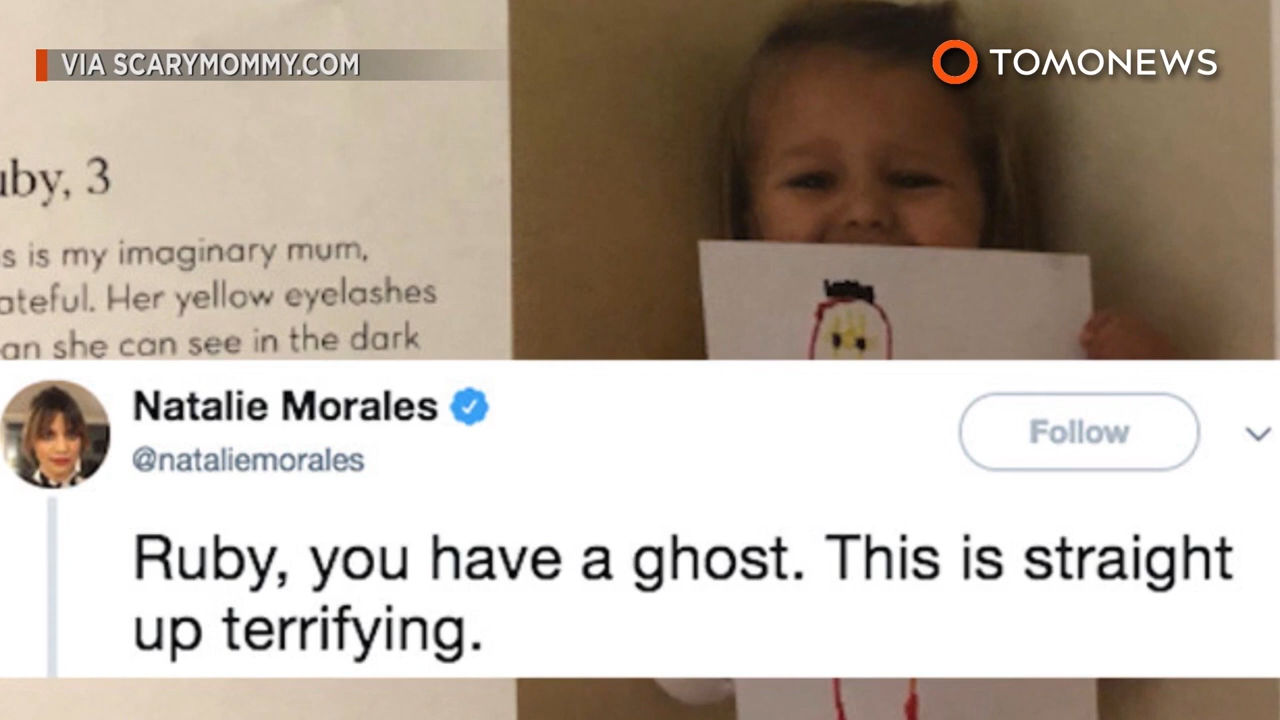 VIA SCARYMOMMY.COM
TOMONEWS
uby, 3
s is my imaginary mum,
ateful. Her yellow eyelashes
an she can see in the dark
Natalie Morales
@nataliemorales
Follow
Ruby, you have a ghost. This is straight
up terrifying.